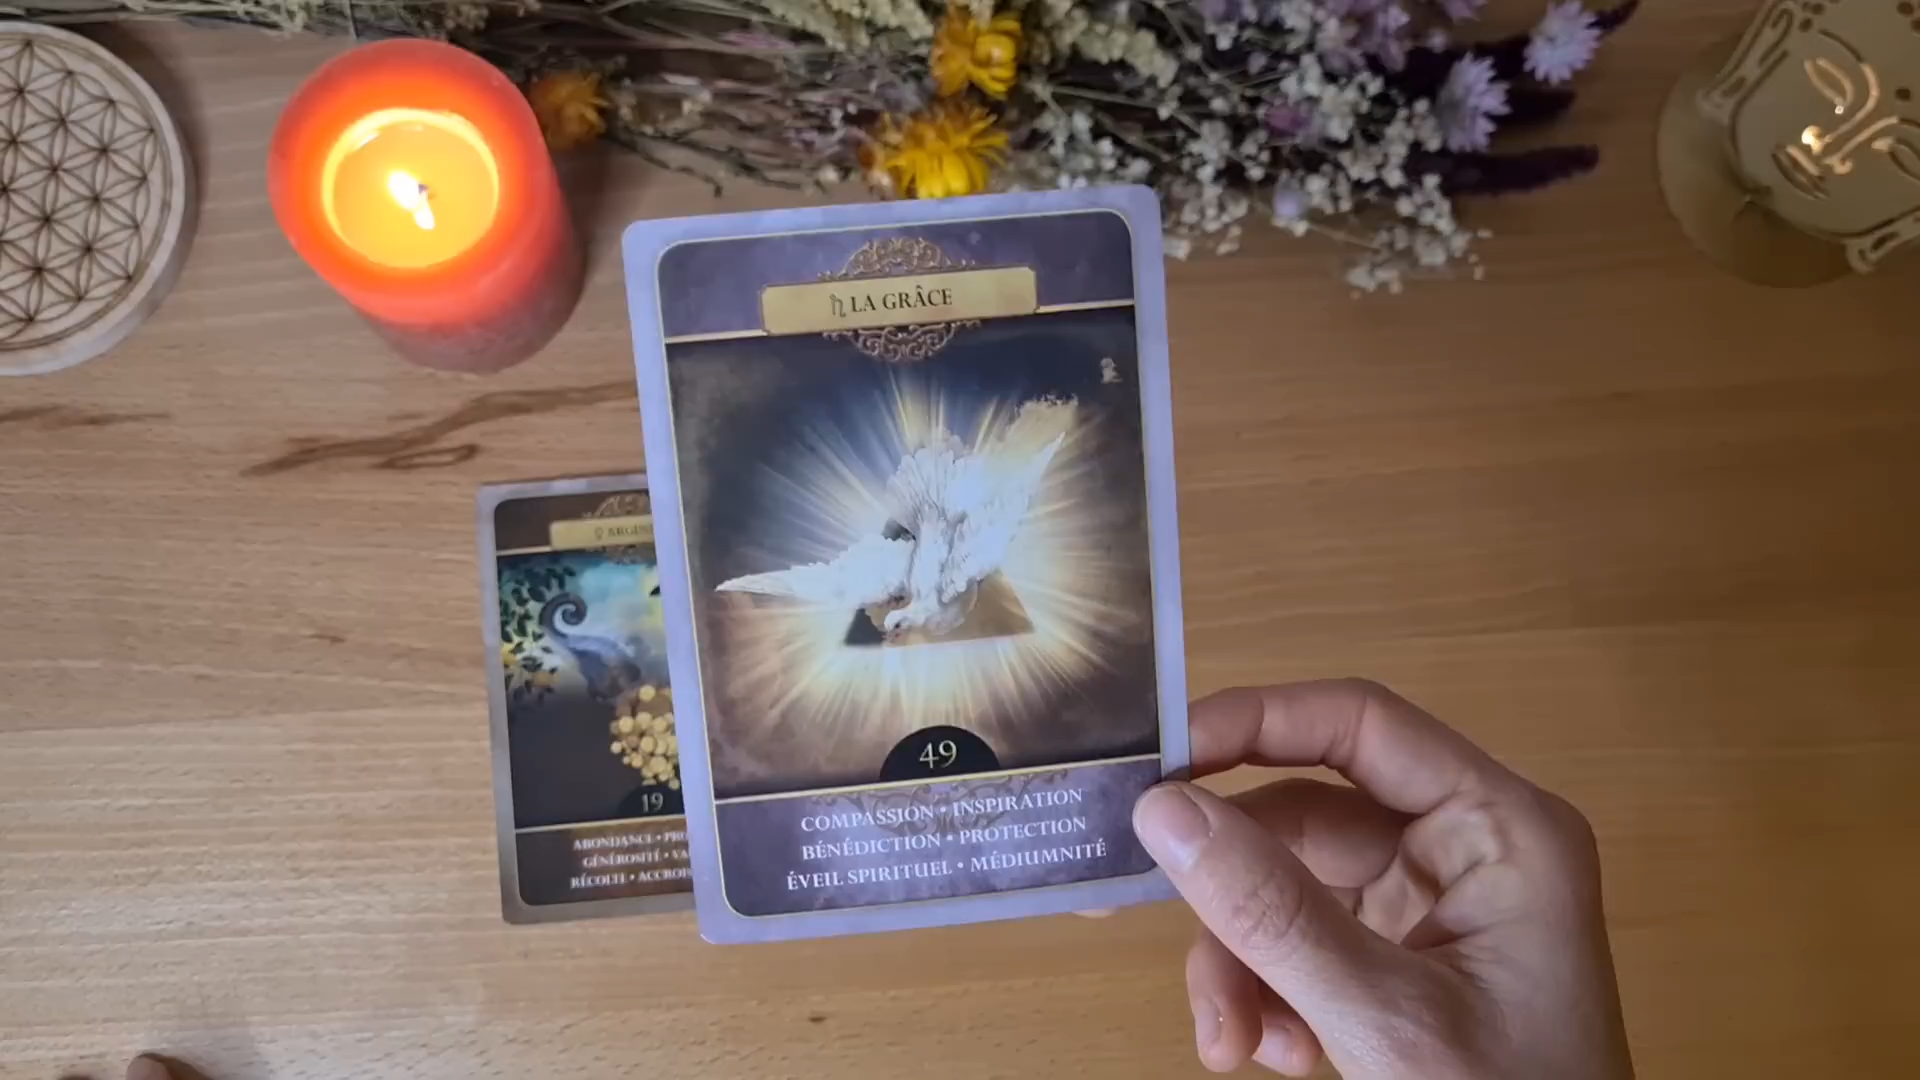 ♄ LA GRÂCE
49
COMPASSION • INSPIRATION
BÉNÉDICTION • PROTECTION
ÉVEIL SPIRITUEL • MÉDIUMNITÉ
19
ABONDANCE •
GÉNÉROSITÉ •
RÉCOLTE •